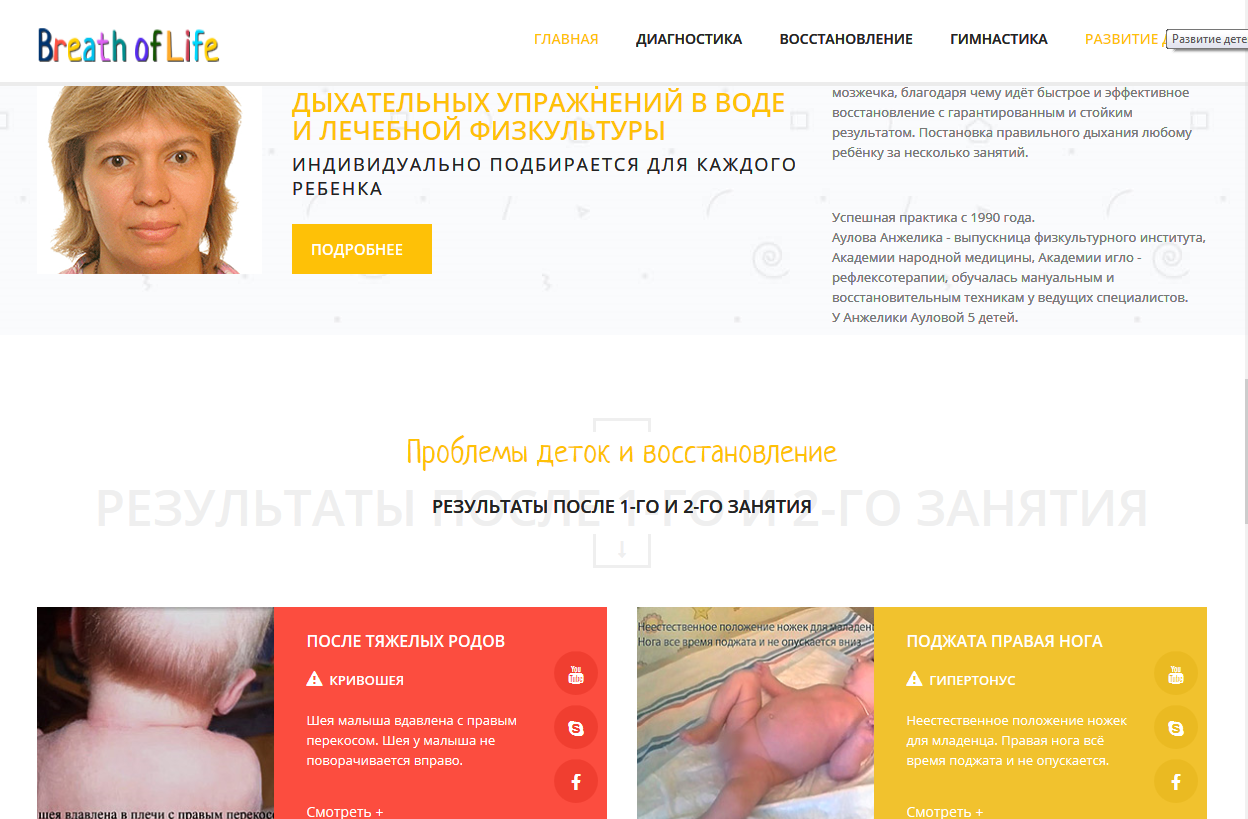 Breath of Life
ГЛАВНАЯ
ДИАГНОСТИКА
ВОССТАНОВЛЕНИЕ
ГИМНАСТИКА
РАЗВИТИЕ
Развитие дете
ДЫХАТЕЛЬНЫХ УПРАЖНЕНИЙ В ВОДЕ
И ЛЕЧЕБНОЙ ФИЗКУЛЬТУРЫ
ИНДИВИДУАЛЬНО ПОДБИРАЕТСЯ ДЛЯ КАЖДОГО
РЕБЕНКА
ПОДРОБНЕЕ
мозжечка, благодаря чему идёт быстрое и эффективное
восстановление с гарантированным и стойким
результатом. Постановка правильного дыхания любому
ребёнку за несколько занятий.
Успешная практика с 1990 года.
Аулова Анжелика - выпускница физкультурного института,
Академии народной медицины, Академии игло -
рефлексотерапии, обучалась мануальным и
восстановительным техникам у ведущих специалистов.
У Анжелики Ауловой 5 детей.
Проблемы деток и восстановление
РЕЗУЛЬТАТЫ ПОСЛЕ 1-ГО И 2-ГО ЗАНЯТИЯ
РЕЗУЛЬТАТЫ ПОСЛЕ 1-ГО И 2-ГО ЗАНЯТИЯ
шея вдавлена в плечи с правым перекосо
ПОСЛЕ ТЯЖЕЛЫХ РОДОВ
КРИВОШЕЯ
Шея малыша вдавлена с правым
перекосом. Шея у малыша не
поворачивается вправо.
Смотреть +
You
Tube
Неестественное положение ножек для младен
Нога все время поджата и не опускается вниз
ПОДЖАТА ПРАВАЯ НОГА
ГИПЕРТОНУС
Неестественное положение ножек
для младенца. Правая нога всё
время поджата и не опускается.
Смотреть +
You
Tube